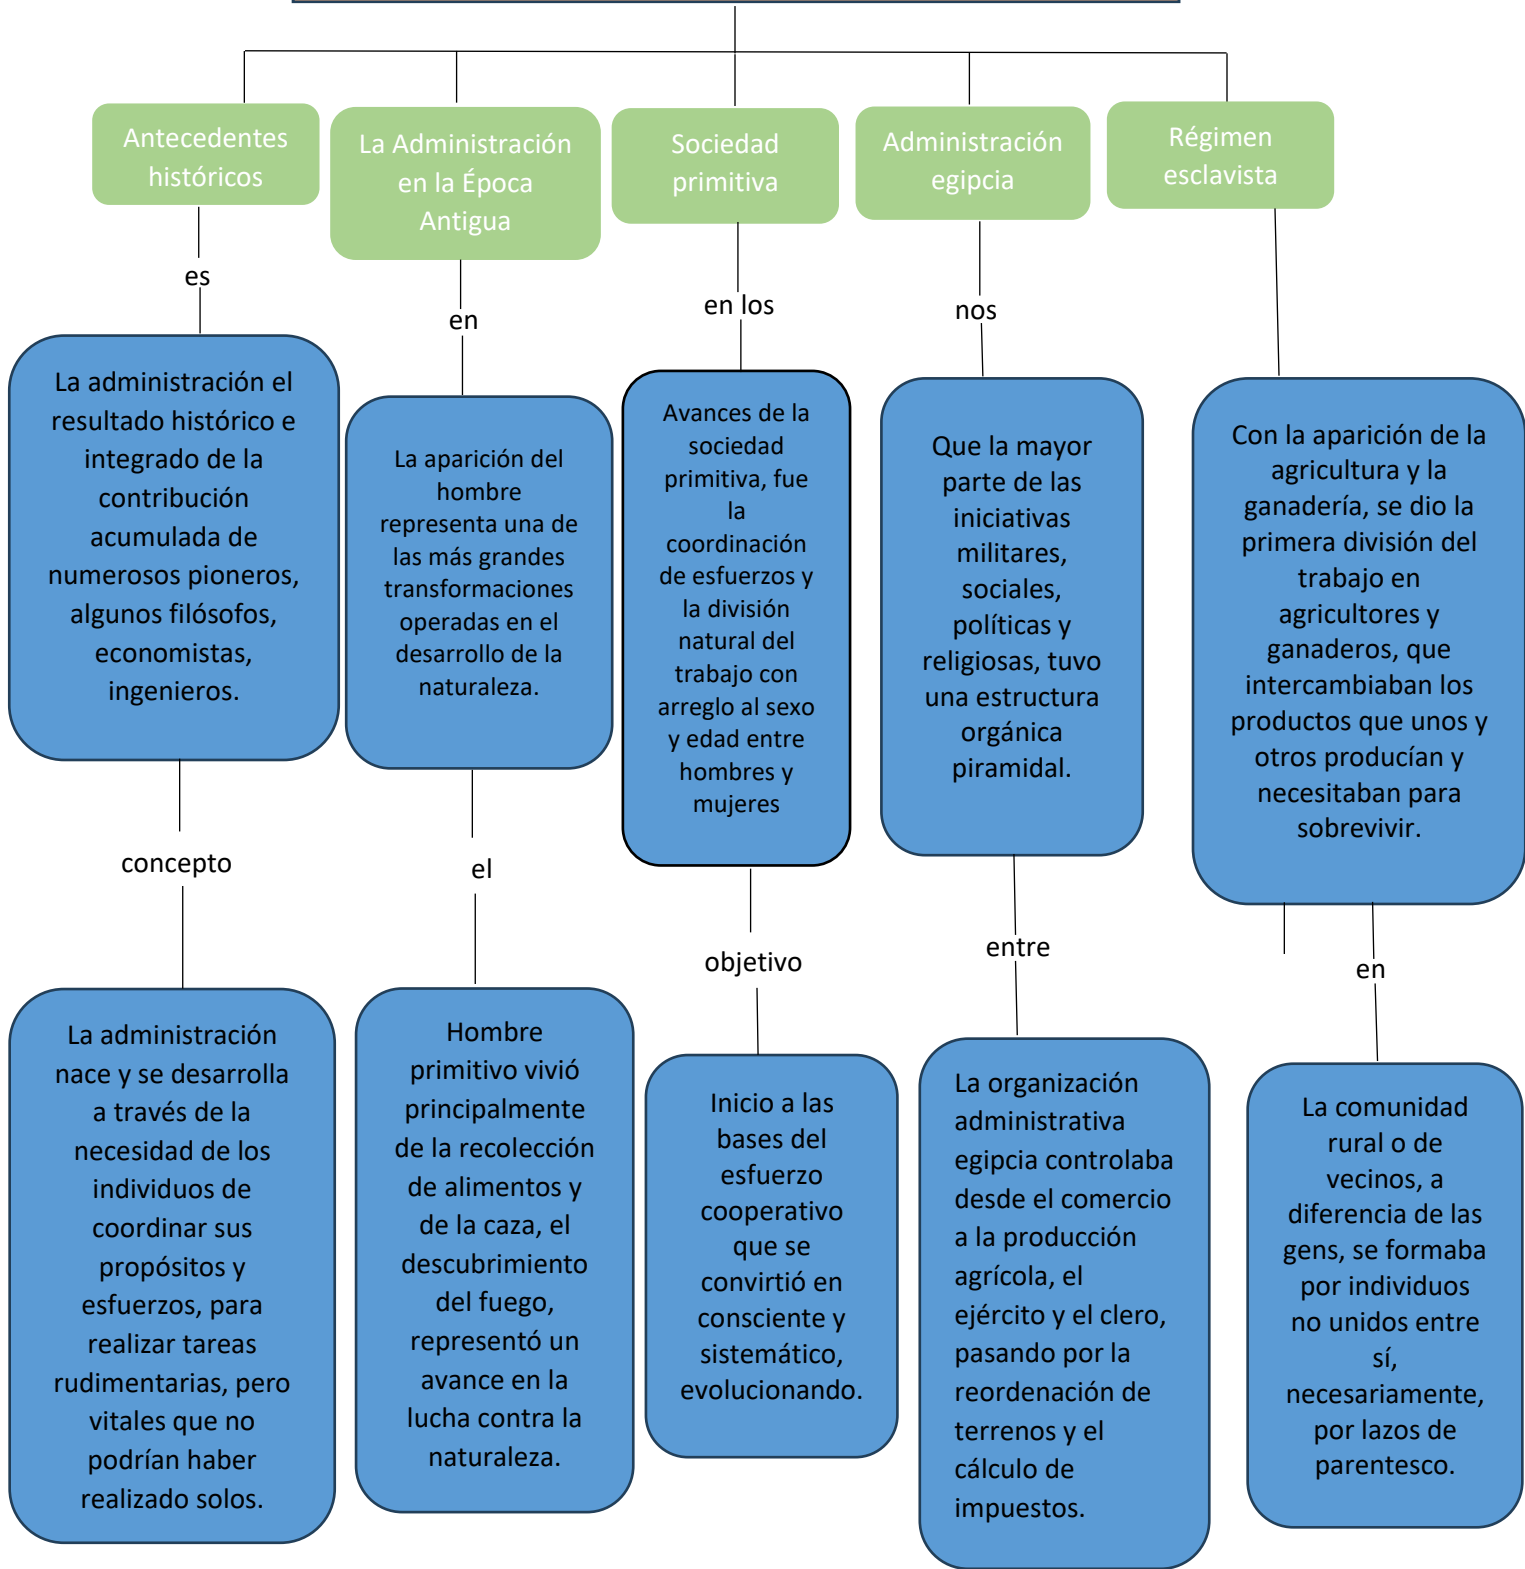 Antecedentes
históricos
La Administración
en la Época
Antigua
Sociedad
primitiva
Administración
egipcia
Régimen
esclavista
es
en
en los
nos
La administración el
resultado histórico e
integrado de la
contribución
acumulada de
numerosos pioneros,
algunos filósofos,
economistas,
ingenieros.
La aparición del
hombre
representa una de
las más grandes
transformaciones
operadas en el
desarrollo de la
naturaleza.
Avances de la
sociedad
primitiva, fue
la
coordinación
de esfuerzos y
la división
natural del
trabajo con
arreglo al sexo
y edad entre
hombres y
mujeres
Que la mayor
parte de las
iniciativas
militares,
sociales,
políticas y
religiosas, tuvo
una estructura
orgánica
piramidal.
Con la aparición de la
agricultura y la
ganadería, se dio la
primera división del
trabajo en
agricultores y
ganaderos, que
intercambiaban los
productos que unos y
otros producían y
necesitaban para
sobrevivir.
concepto
el
objetivo
entre
en
La administración
nace y se desarrolla
a través de la
necesidad de los
individuos de
coordinar sus
propósitos y
esfuerzos, para
realizar tareas
rudimentarias, pero
vitales que no
podrían haber
realizado solos.
Hombre
primitivo vivió
principalmente
de la recolección
de alimentos y
de la caza, el
descubrimiento
del fuego,
representó un
avance en la
lucha contra la
naturaleza.
Inicio a las
bases del
esfuerzo
cooperativo
que se
convirtió en
consciente y
sistemático,
evolucionando.
La organización
administrativa
egipcia controlaba
desde el comercio
a la producción
agrícola, el
ejército y el clero,
pasando por la
reordenación de
terrenos y el
cálculo de
impuestos.
La comunidad
rural o de
vecinos, a
diferencia de las
gens, se formaba
por individuos
no unidos entre
sí,
necesariamente,
por lazos de
parentesco.